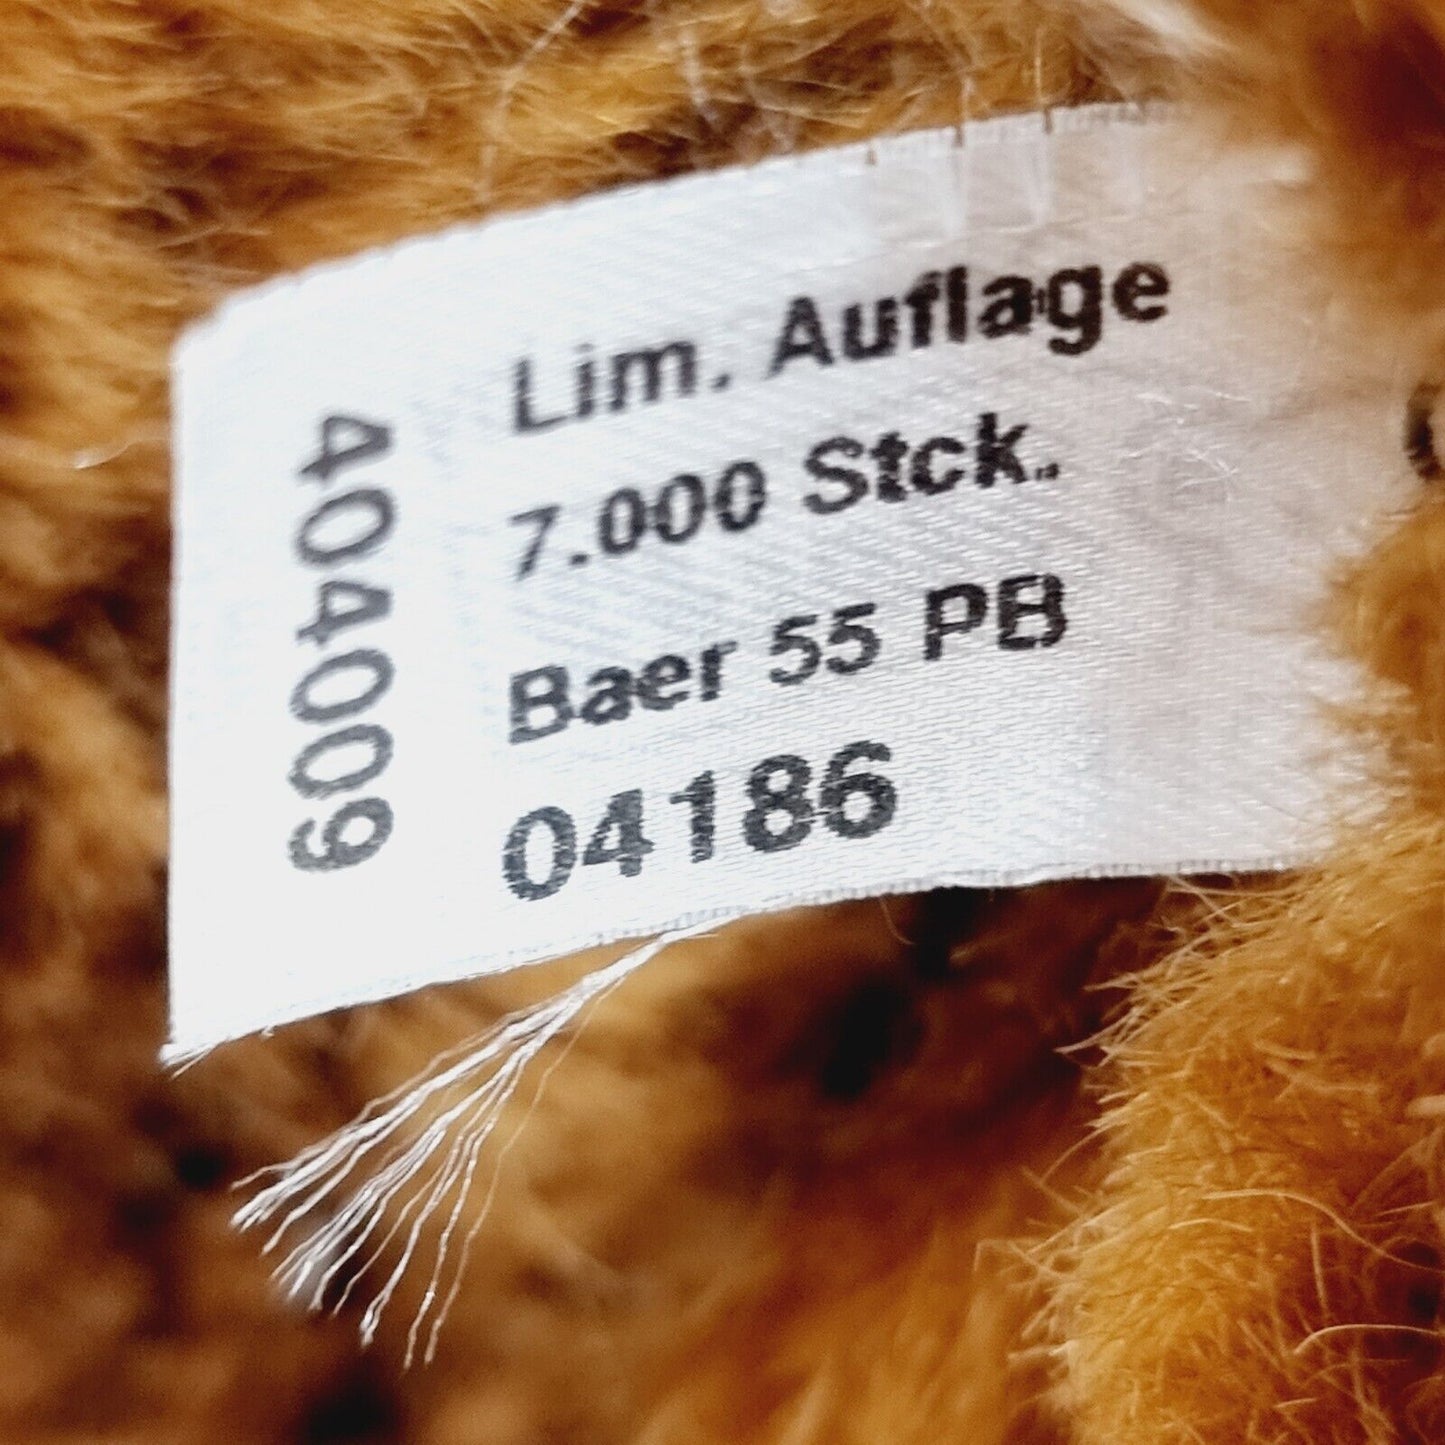 Lim. Auflage
7.000 Stck.
Baer 55 PB
04186
404009